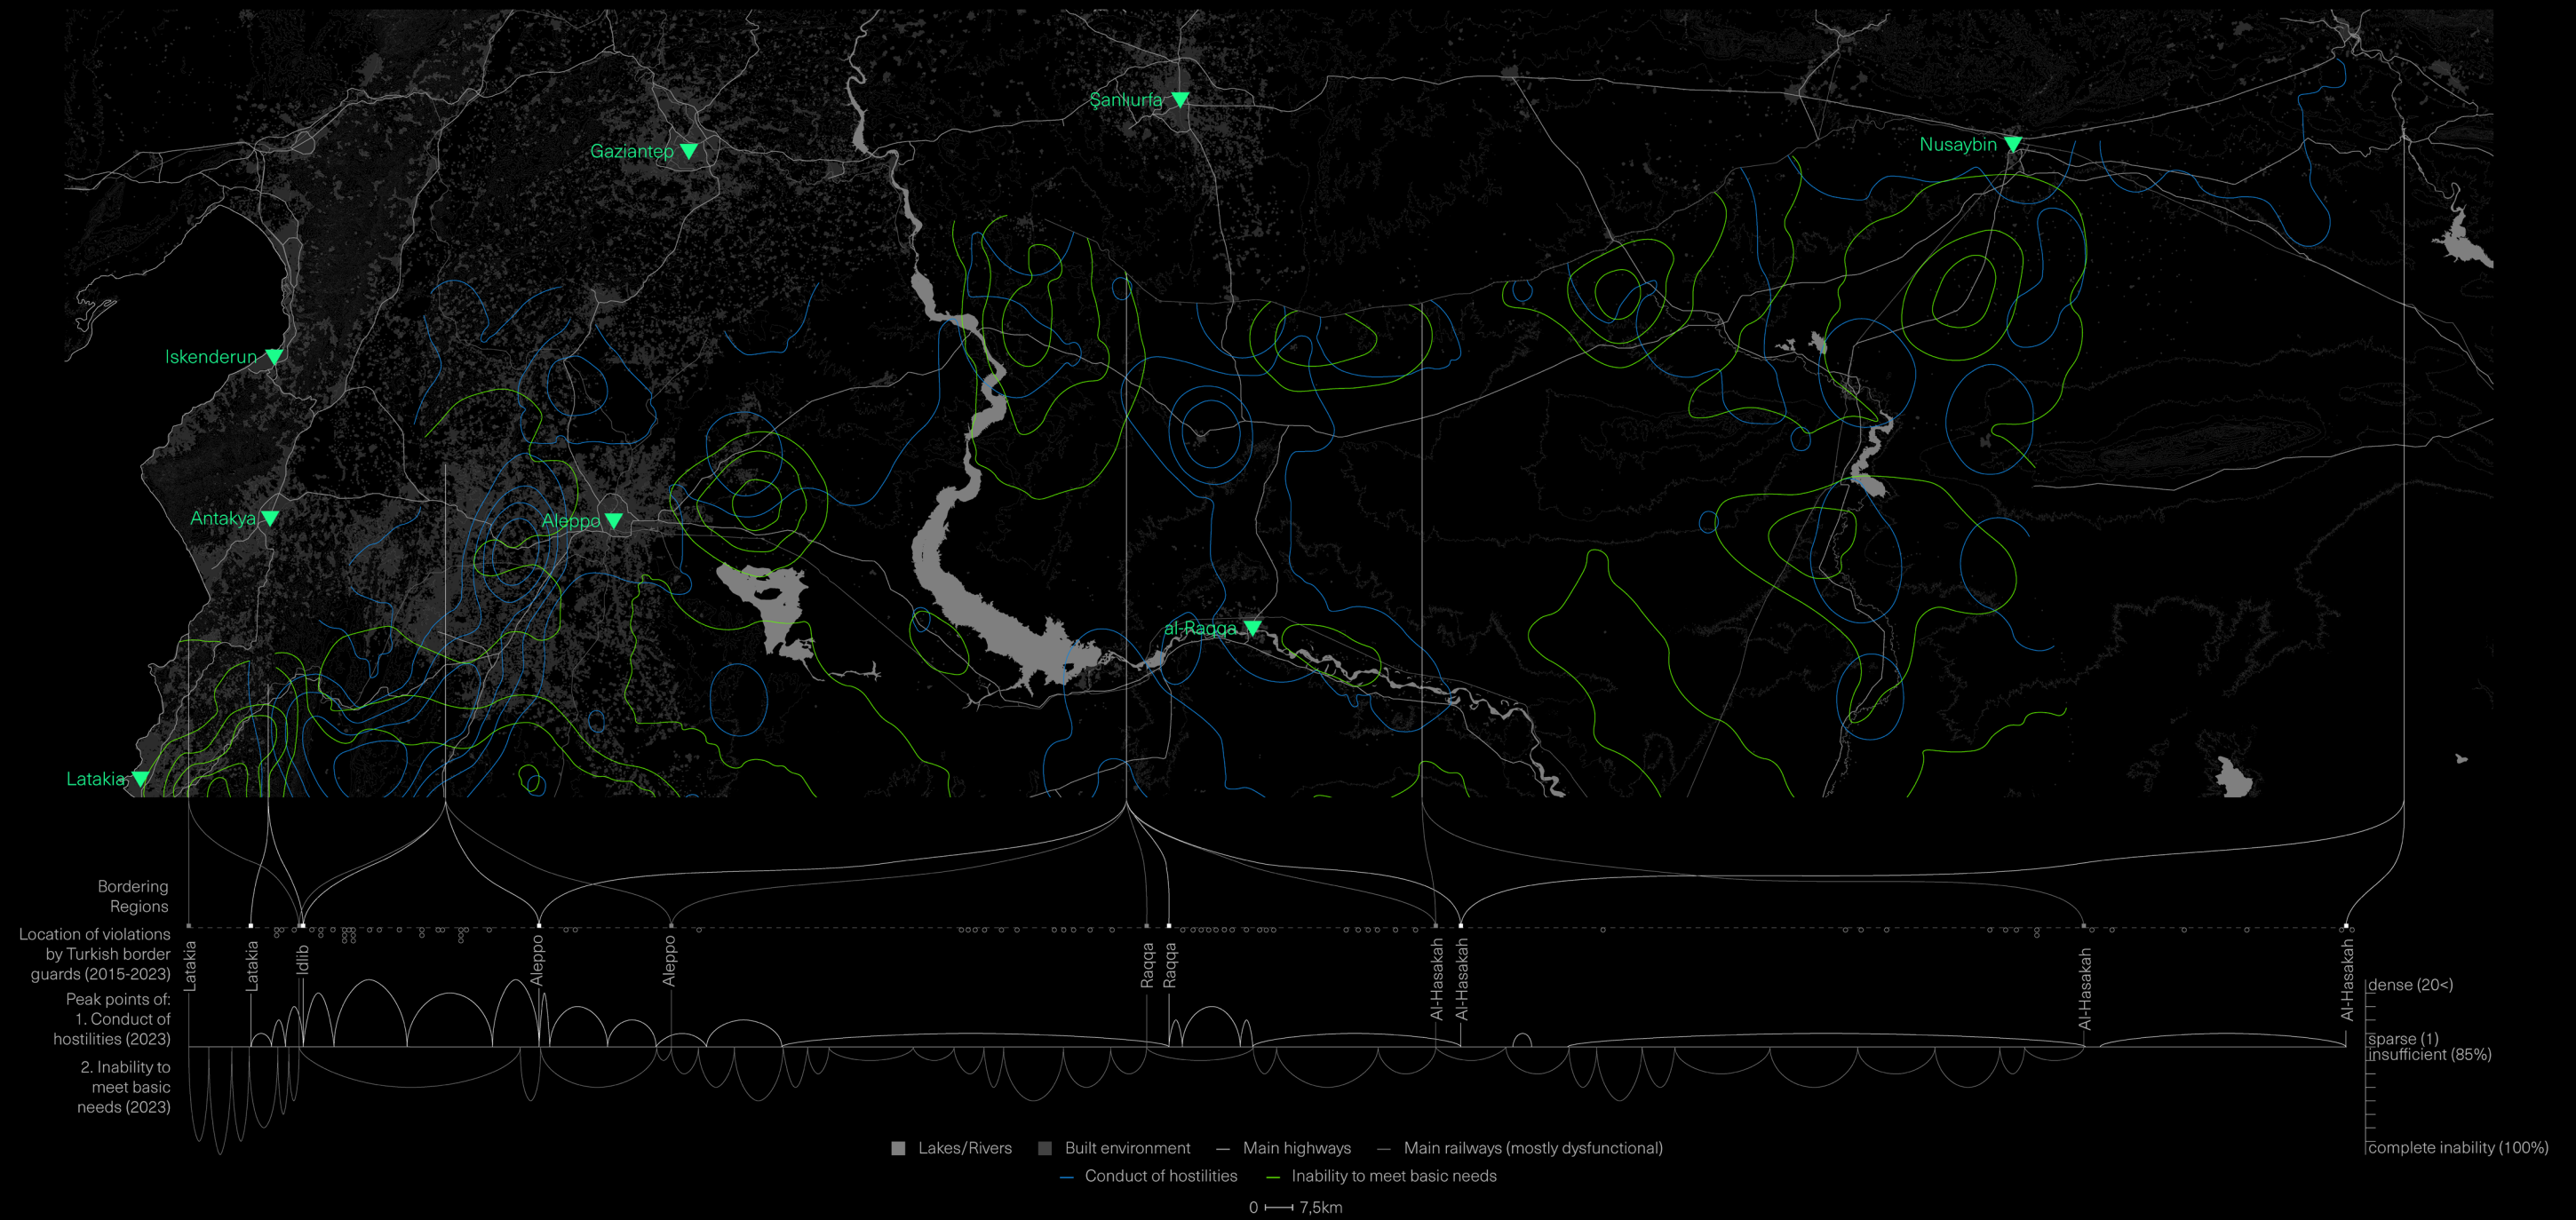 Şanlıurfa
Gaziantep
Nusaybin
Iskenderun
Antakya
Aleppo
al-Raqqa
Latakia
Bordering
Regions
Location of violations
by Turkish border
guards (2015-2023)
Peak points of:
1. Conduct of
hostilities (2023)
2. Inability to
meet basic
needs (2023)
Latakia
Latakia
Idlib
Aleppo
Aleppo
Raqqa
Raqqa
Al-Hasakah
Al-Hasakah
Al-Hasakah
Al-Hasakah
dense (20<)
sparse (1)
insufficient (85%)
complete inability (100%)
Lakes/Rivers Built environment Main highways Main railways (mostly dysfunctional)
Conduct of hostilities Inability to meet basic needs
0 7,5km